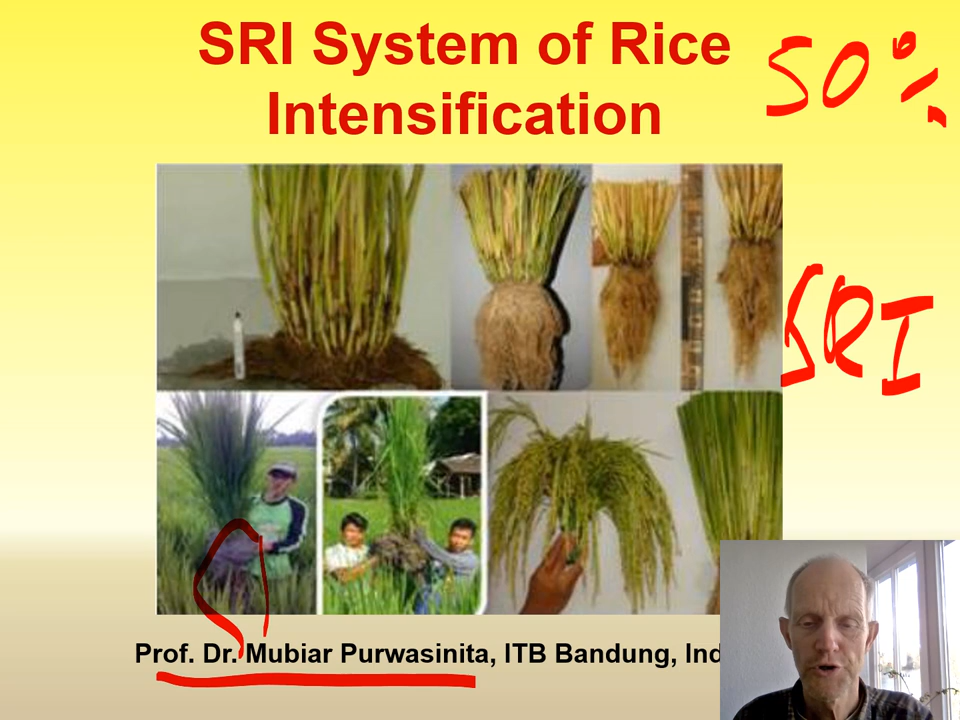 SRI System of Rice
Intensification
50%
SRI
Prof. Dr. Mubiar Purwasinita, ITB Bandung, Ind